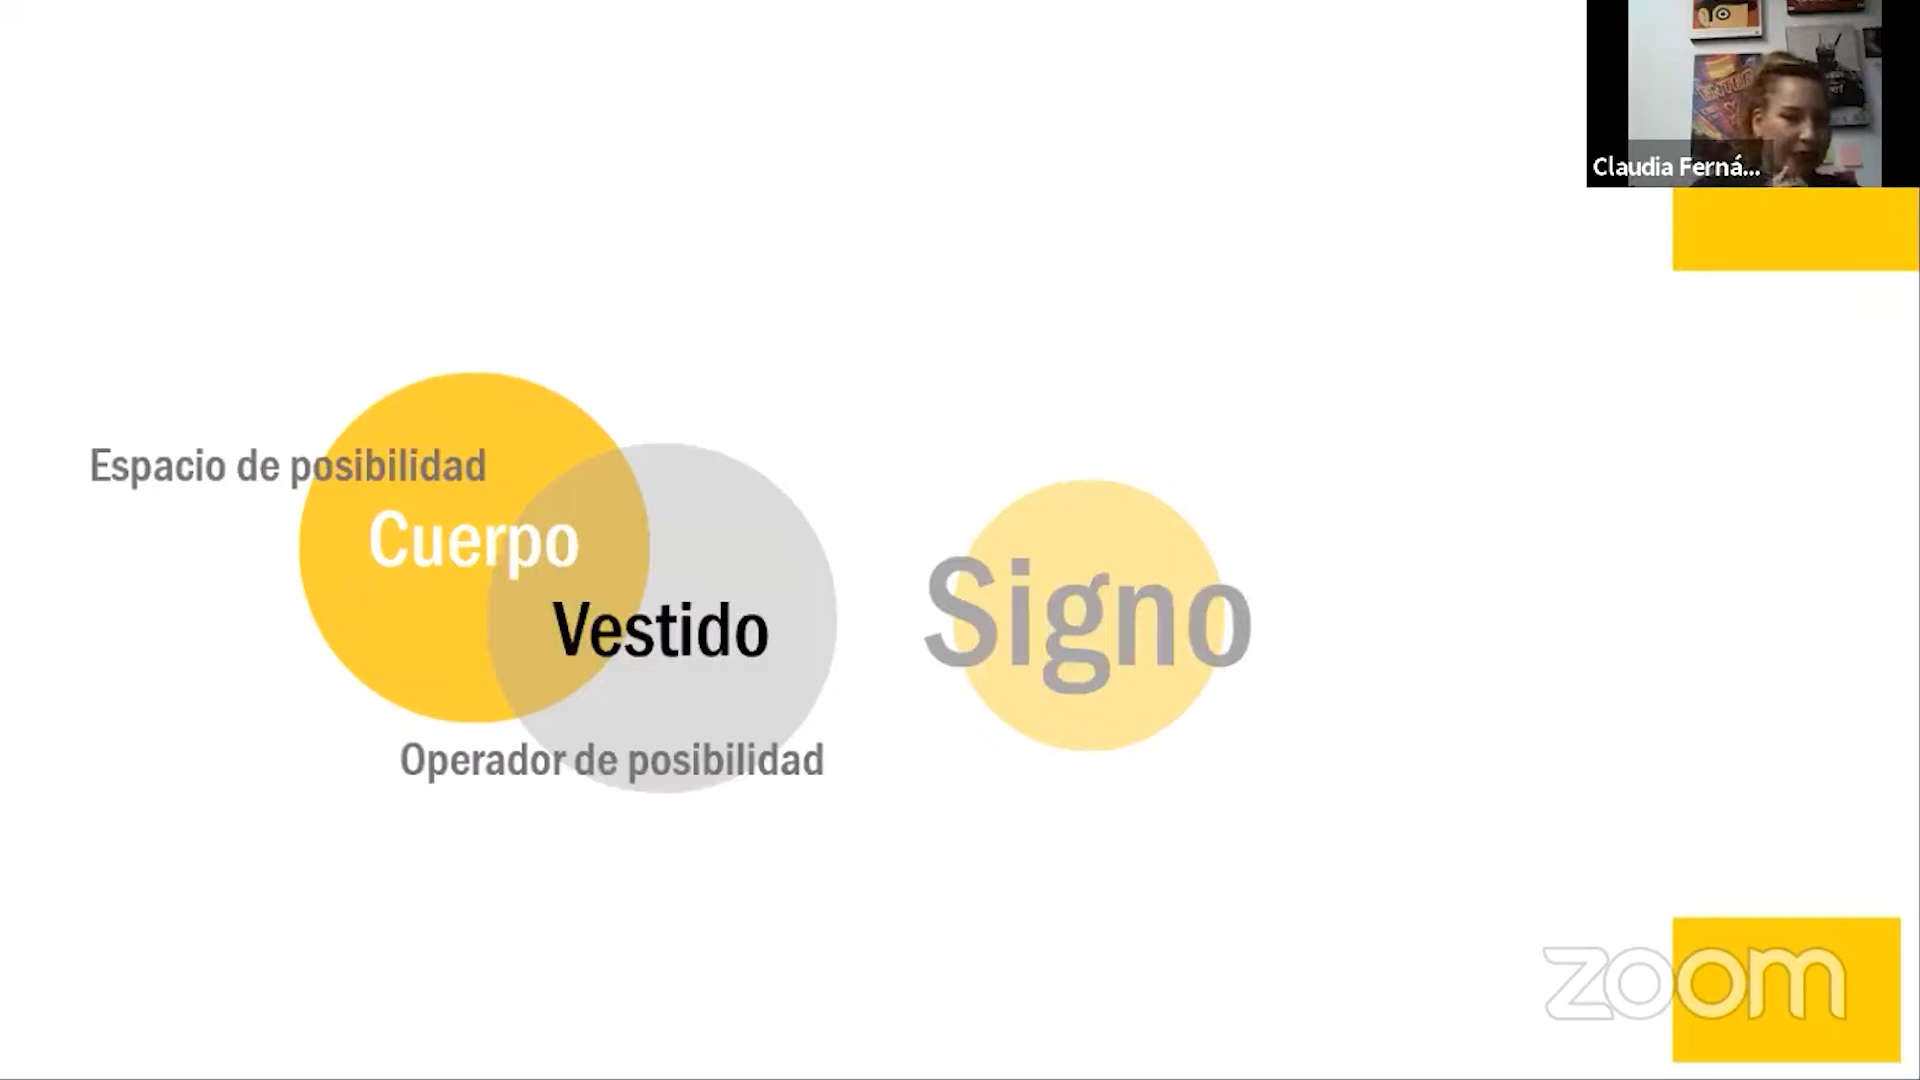 Claudia Ferná...
Espacio de posibilidad
Cuerpo
Vestido
Signo
Operador de posibilidad
zoom